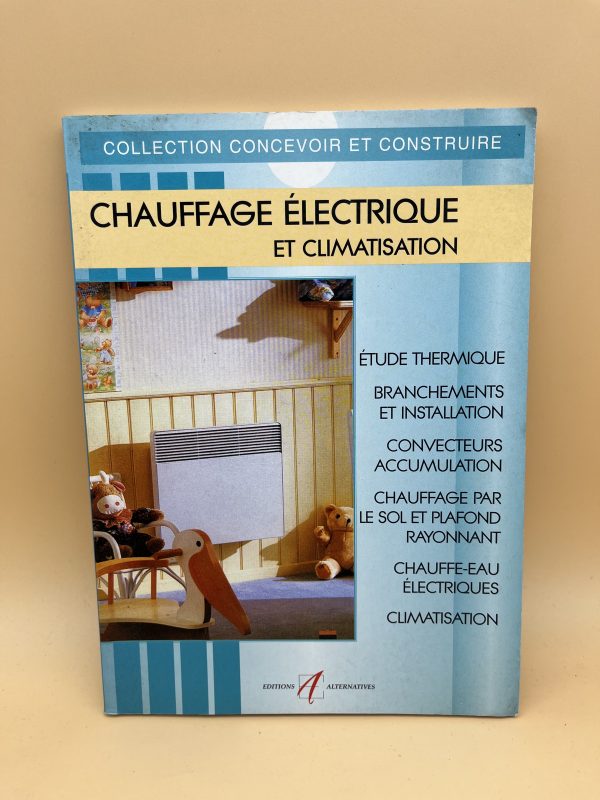 COLLECTION CONCEVOIR ET CONSTRUIRE
CHAUFFAGE ÉLECTRIQUE
ET CLIMATISATION
ÉTUDE THERMIQUE
BRANCHEMENTS
ET INSTALLATION
CONVECTEURS
ACCUMULATION
CHAUFFAGE PAR
LE SOL ET PLAFOND
RAYONNANT
CHAUFFE-EAU
ÉLECTRIQUES
CLIMATISATION
EDITIONS A ALTERNATIVES